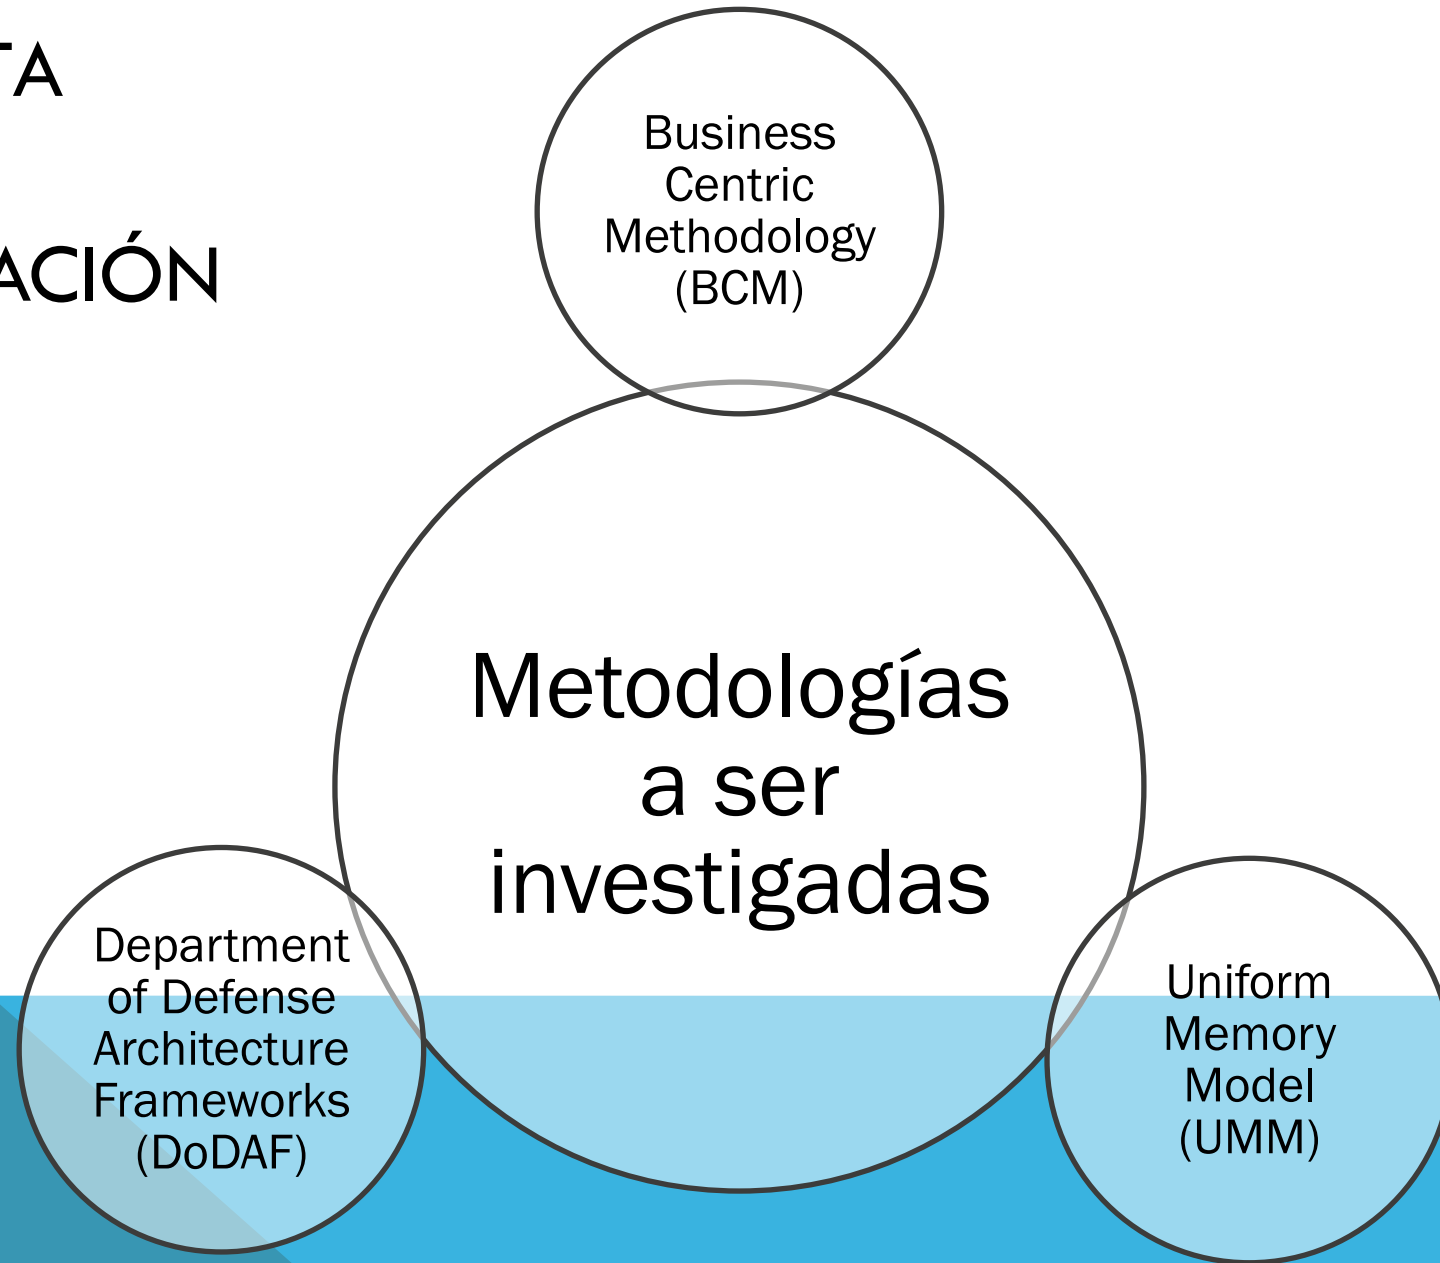 TA
ACIÓN
Business
Centric
Methodology
(BCM)
Metodologías
a ser
investigadas
Department
of Defense
Architecture
Frameworks
(DoDAF)
Uniform
Memory
Model
(UMM)